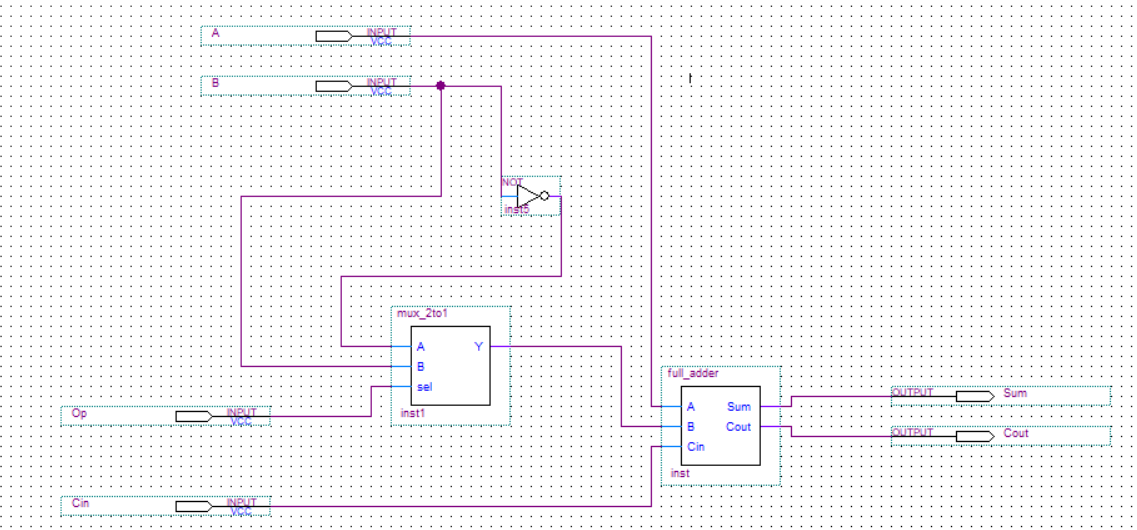 A
INPUT
VCC
B
INPUT
VCC
NOT
inst5
mux_2to1
A
Y
B
sel
inst1
Op
INPUT
VCC
full_adder
A
Sum
B
Cout
Cin
inst
OUTPUT
Sum
OUTPUT
Cout
Cin
INPUT
VCC